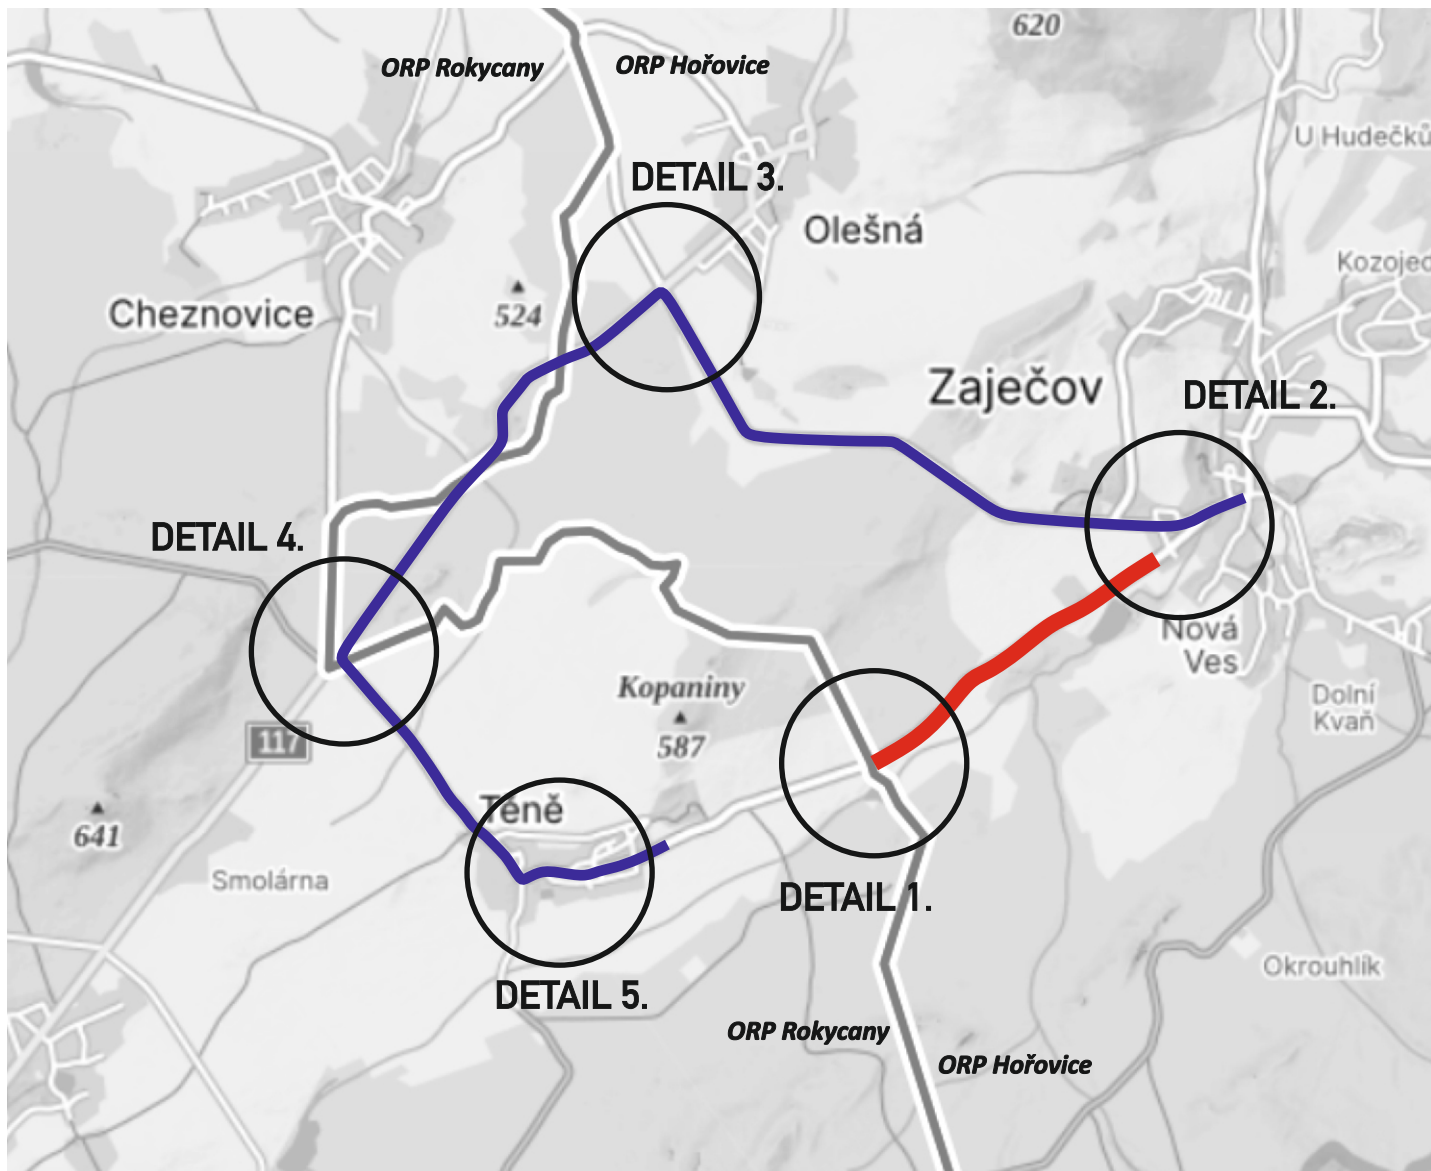 620
ORP Rokycany
ORP Hořovice
U Hudečků
DETAIL 3.
Olešná
Kozojed
Cheznovice
524
Zaječov
DETAIL 2.
DETAIL 4.
Nová
Ves
Kopaniny
587
Dolní
Kvaň
117
Téně
641
Smolárna
DETAIL 1.
DETAIL 5.
Okrouhlík
ORP Rokycany
ORP Hořovice